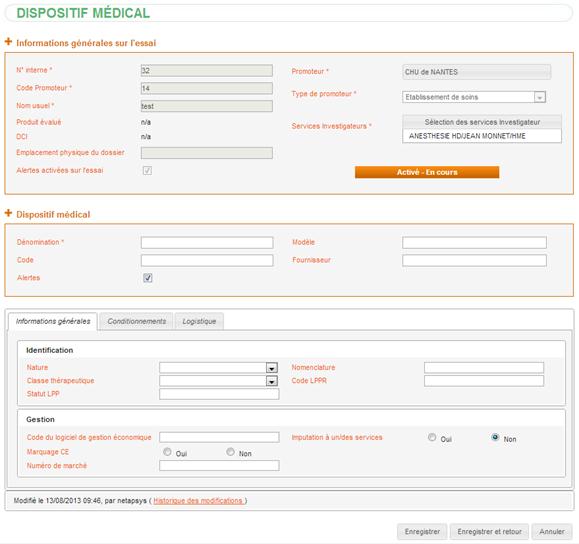 DISPOSITIF MÉDICAL
Informations générales sur l'essai
N° interne * 32 Promoteur * CHU de NANTES
Code Promoteur * 14 Type de promoteur * Etablissement de soins
Nom usuel * test
Produit évalué n/a Services Investigateurs * Sélection des services Investigateur
DCI n/a ANESTHESIE HD/JEAN MONNET/HME
Emplacement physique du dossier
Alertes activées sur l'essai Activé - En cours
Dispositif médical
Dénomination * Modèle
Code Fournisseur
Alertes
Informations générales Conditionnements Logistique
Identification
Nature Nomenclature
Classe thérapeutique Code LPPR
Statut LPP
Gestion
Code du logiciel de gestion économique Imputation à un/des services Oui Non
Marquage CE Oui Non
Numéro de marché
Modifié le 13/08/2013 09:46, par netapsys ( Historique des modifications )
Enregistrer Enregistrer et retour Annuler